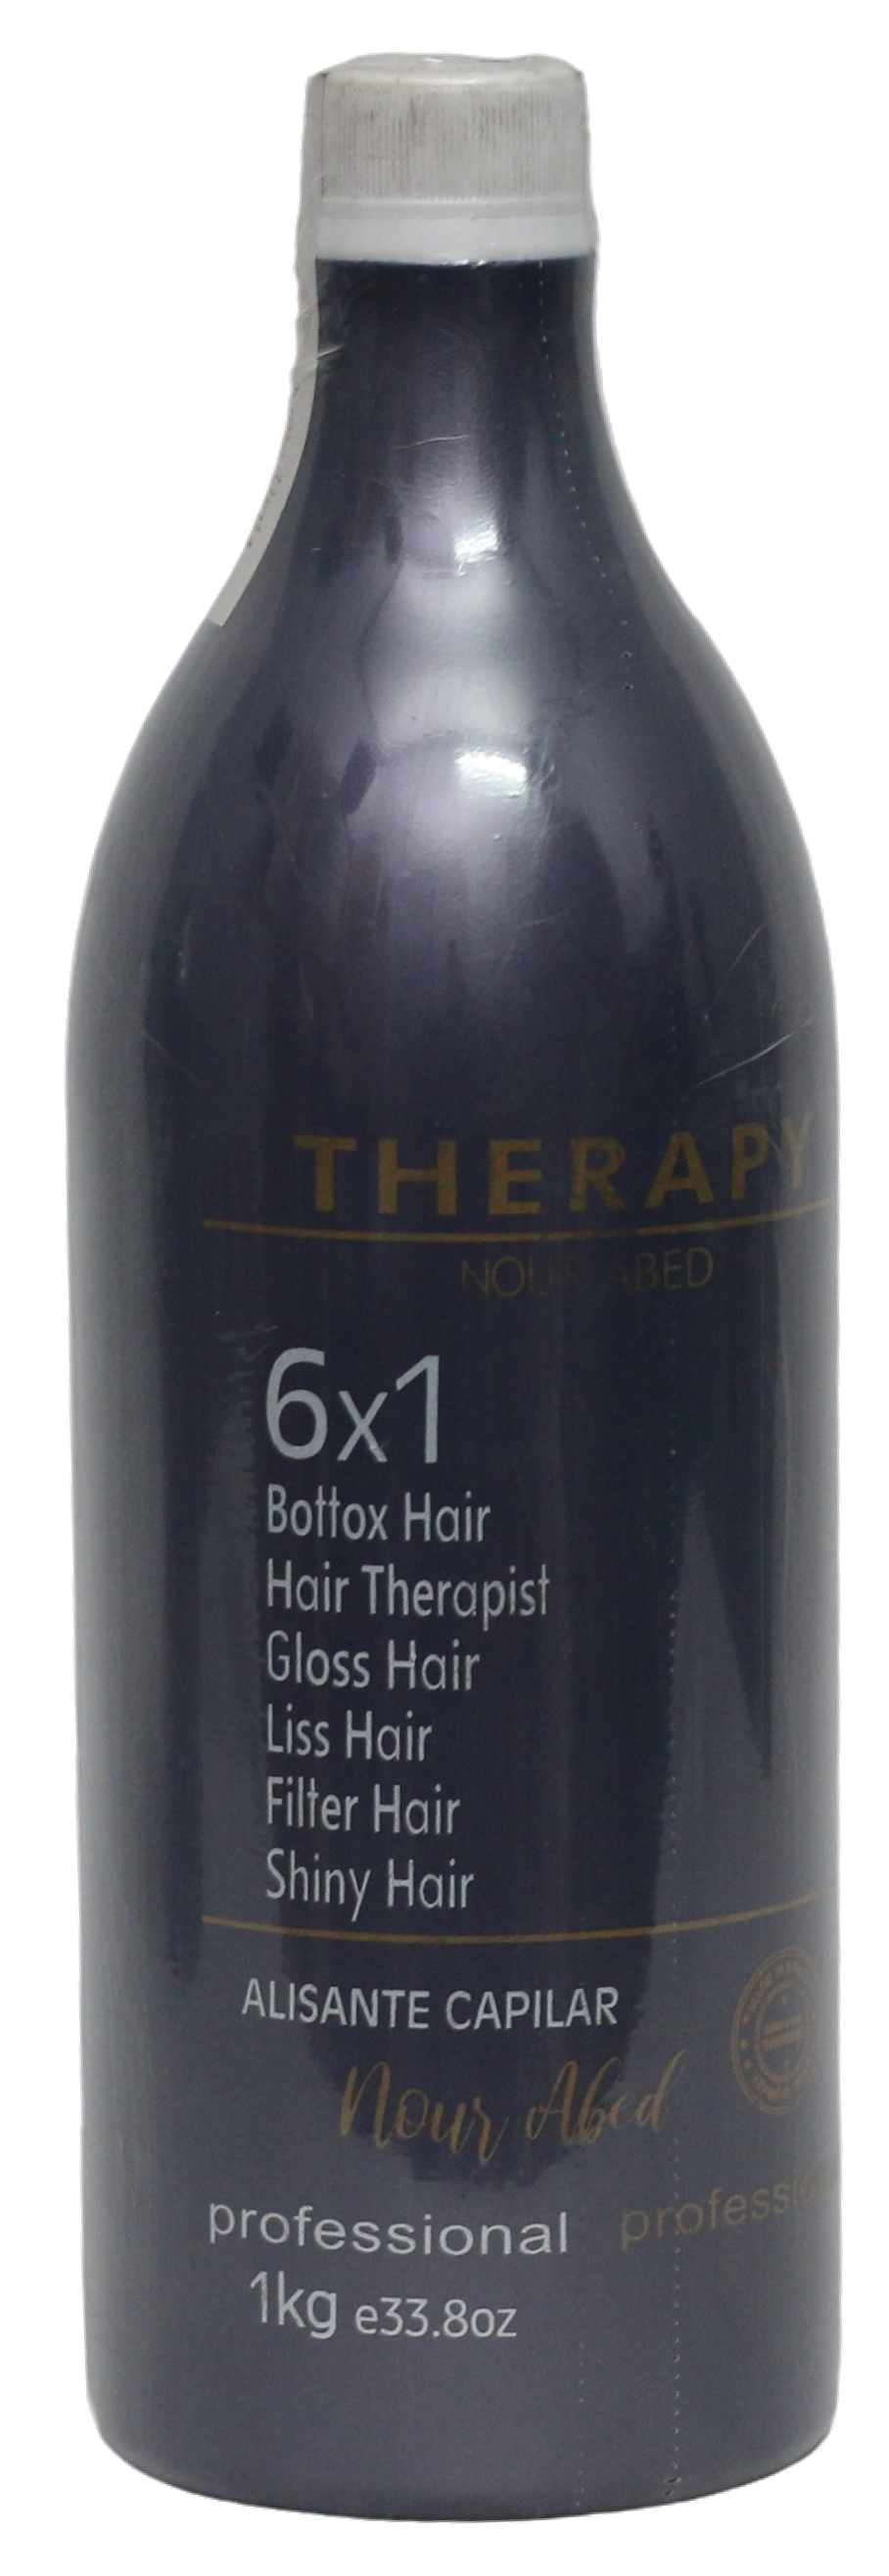 THERAPY
NOUR ABED
6x1
Bottox Hair
Hair Therapist
Gloss Hair
Liss Hair
Filter Hair
Shiny Hair
ALISANTE CAPILAR
Nour Abed
professional
1kg e33.8oz